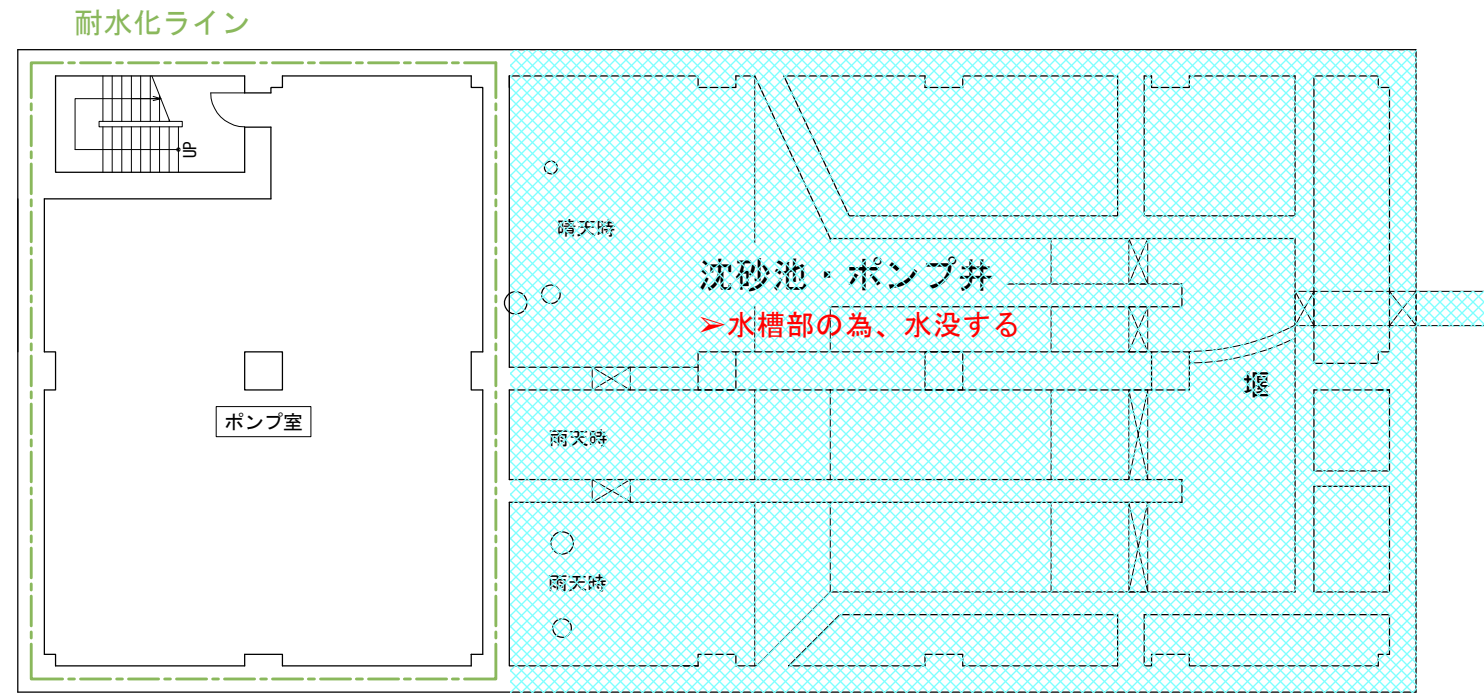 耐水化ライン
UP
晴天時
沈砂池・ポンプ井
➢水槽部の為、水没する
堰
ポンプ室
雨天時
雨天時